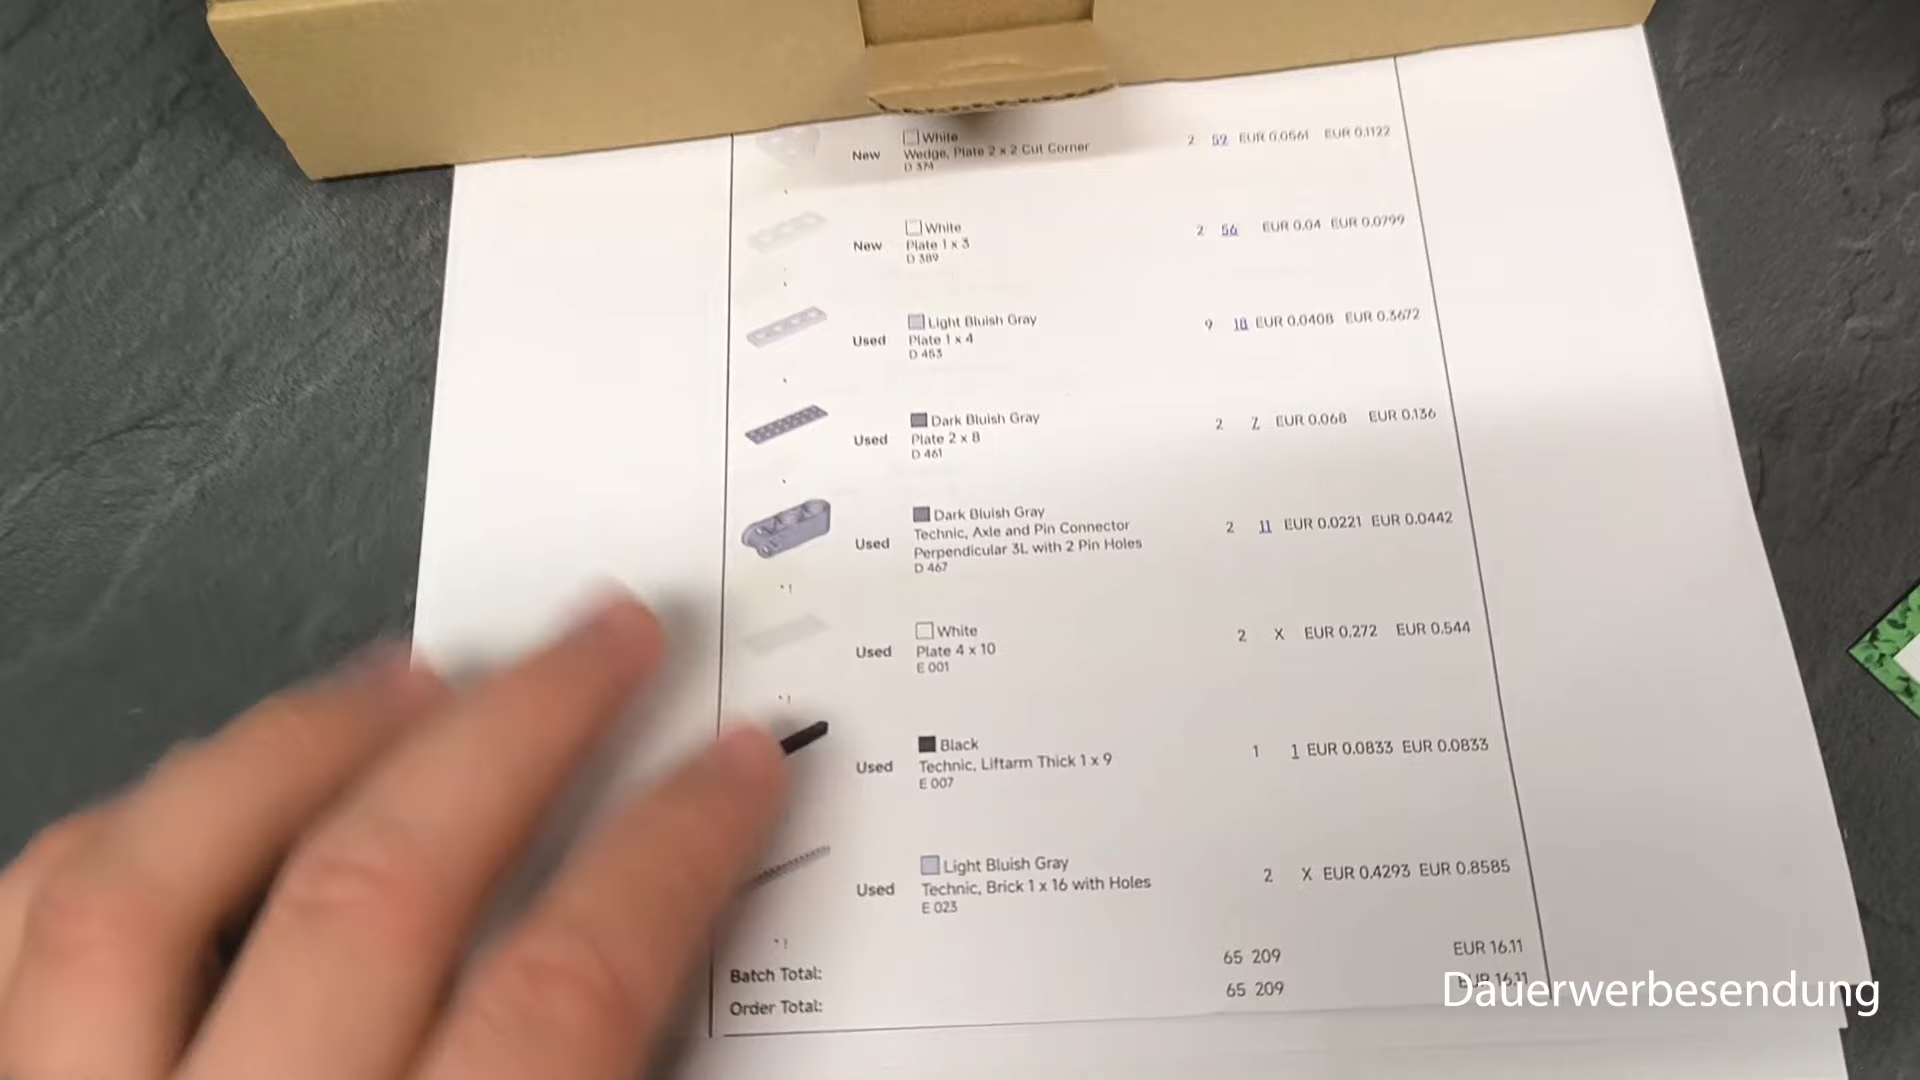 White
New Wedge, Plate 2 x 2 Cut Corner 2 52 EUR 0.0561 EUR 0.1122
D 374
White
New Plate 1 x 3 2 56 EUR 0.04 EUR 0.0799
D 389
Light Bluish Gray
Used Plate 1 x 4 9 18 EUR 0.0408 EUR 0.3672
D 453
Dark Bluish Gray
Used Plate 2 x 8 2 7 EUR 0.068 EUR 0.136
D 461
Dark Bluish Gray
Technic, Axle and Pin Connector 2 11 EUR 0.0221 EUR 0.0442
Used Perpendicular 3L with 2 Pin Holes
D 467
White
Used Plate 4 x 10 2 X EUR 0.272 EUR 0.544
E 001
Black
Used Technic, Liftarm Thick 1 x 9 1 1 EUR 0.0833 EUR 0.0833
E 007
Light Bluish Gray
Used Technic, Brick 1 x 16 with Holes 2 X EUR 0.4293 EUR 0.8585
E 023
Batch Total: 65 209 EUR 16.11
Order Total: 65 209 EUR 16.11
Dauerwerbesendung